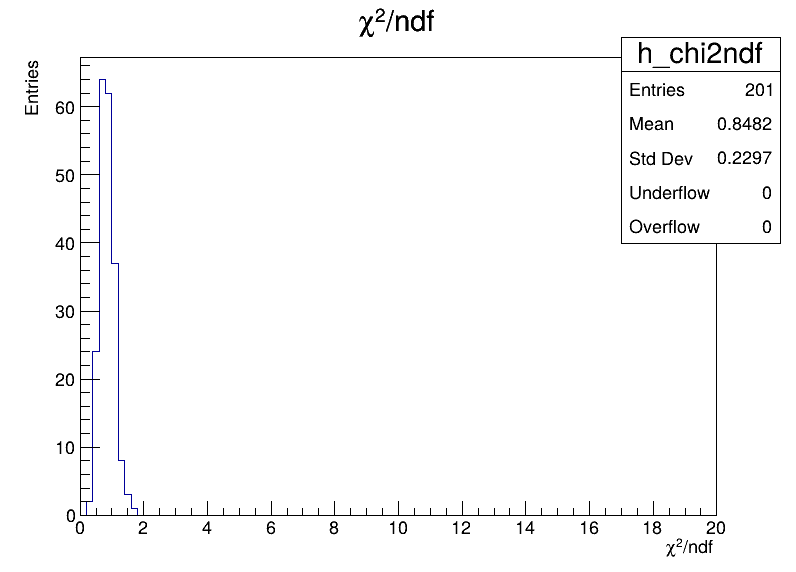 χ²/ndf
h_chi2ndf
Entries 201
Mean 0.8482
Std Dev 0.2297
Underflow 0
Overflow 0
Entries
60
50
40
30
20
10
0
0 2 4 6 8 10 12 14 16 18 20
χ²/ndf